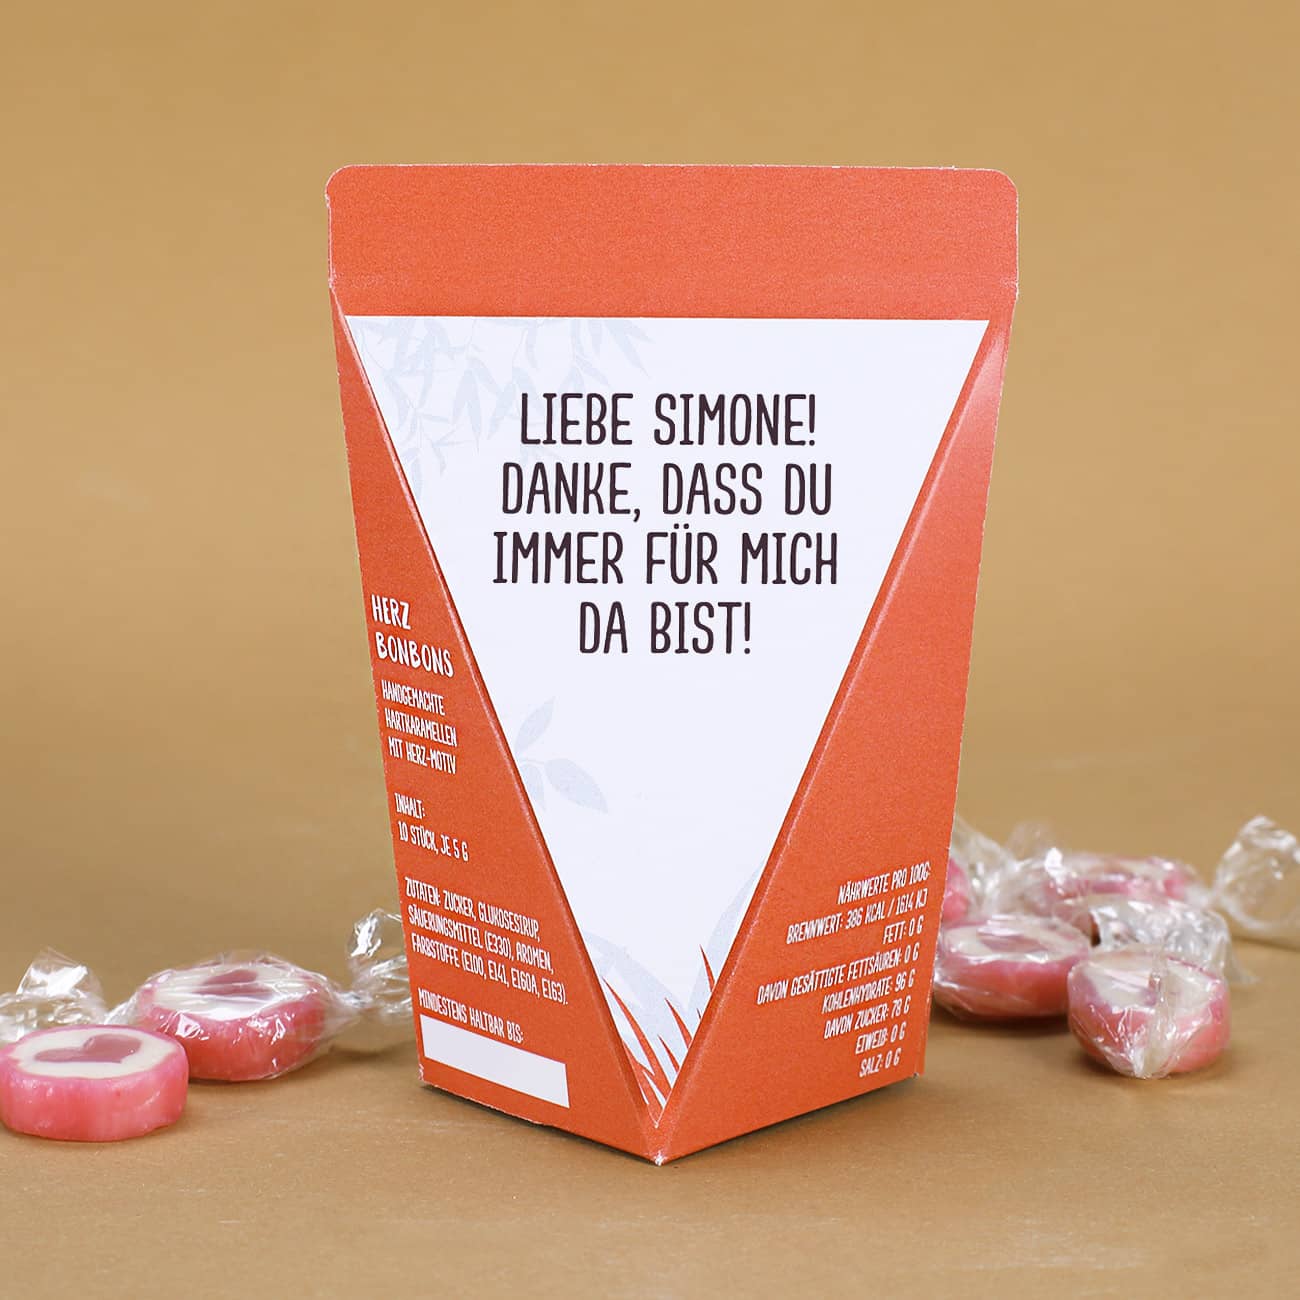 LIEBE SIMONE!
DANKE, DASS DU
IMMER FÜR MICH
DA BIST!
HERZ
BONBONS
HANDGEMACHTE
HARTKARAMELLEN
MIT HERZ-MOTIV
INHALT:
10 STÜCK, JE 5 G
ZUTATEN: ZUCKER, GLUKOSESIRUP,
SÄUERUNGSMITTEL (E330), AROMEN,
FARBSTOFFE (E100, E141, E160A, E163).
MINDESTENS HALTBAR BIS:
NÄHRWERTE PRO 100G:
BRENNWERT: 386 KCAL / 1614 KJ
FETT: 0 G
DAVON GESÄTTIGTE FETTSÄUREN: 0 G
KOHLENHYDRATE: 96 G
DAVON ZUCKER: 78 G
EIWEIß: 0 G
SALZ: 0 G